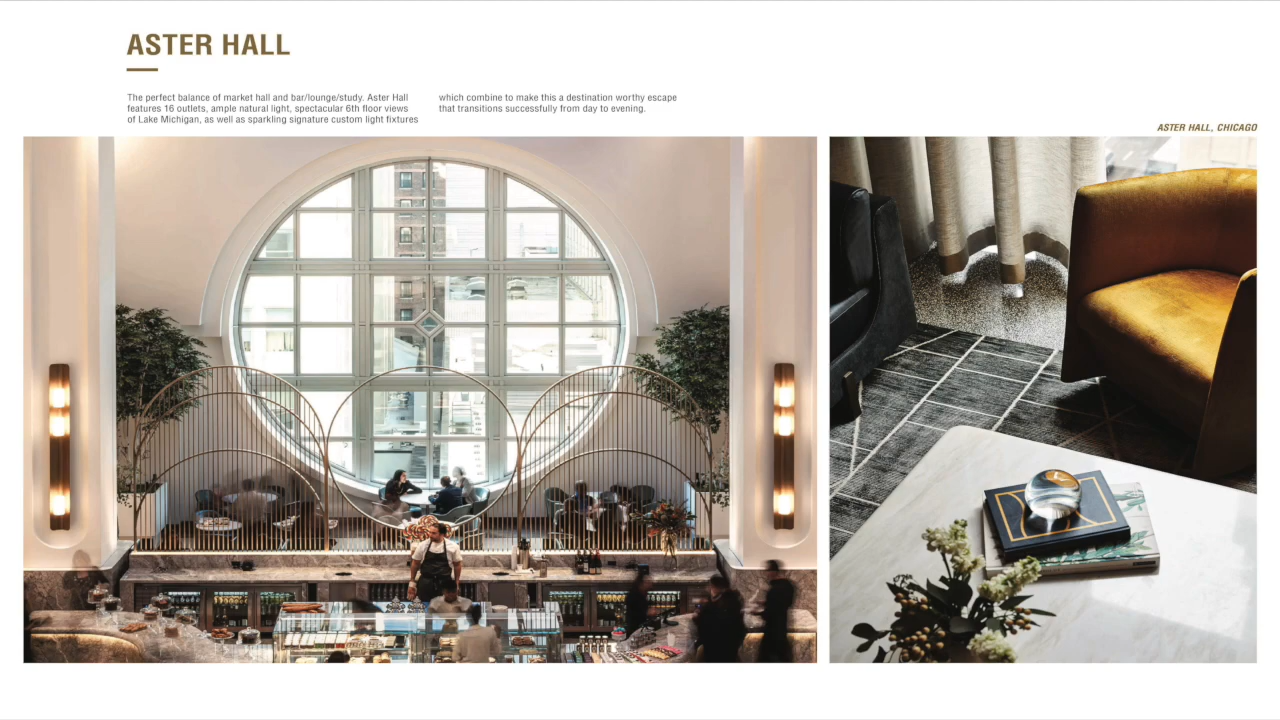 ASTER HALL
The perfect balance of market hall and bar/lounge/study. Aster Hall
features 16 outlets, ample natural light, spectacular 6th floor views
of Lake Michigan, as well as sparkling signature custom light fixtures
which combine to make this a destination worthy escape
that transitions successfully from day to evening.
ASTER HALL, CHICAGO